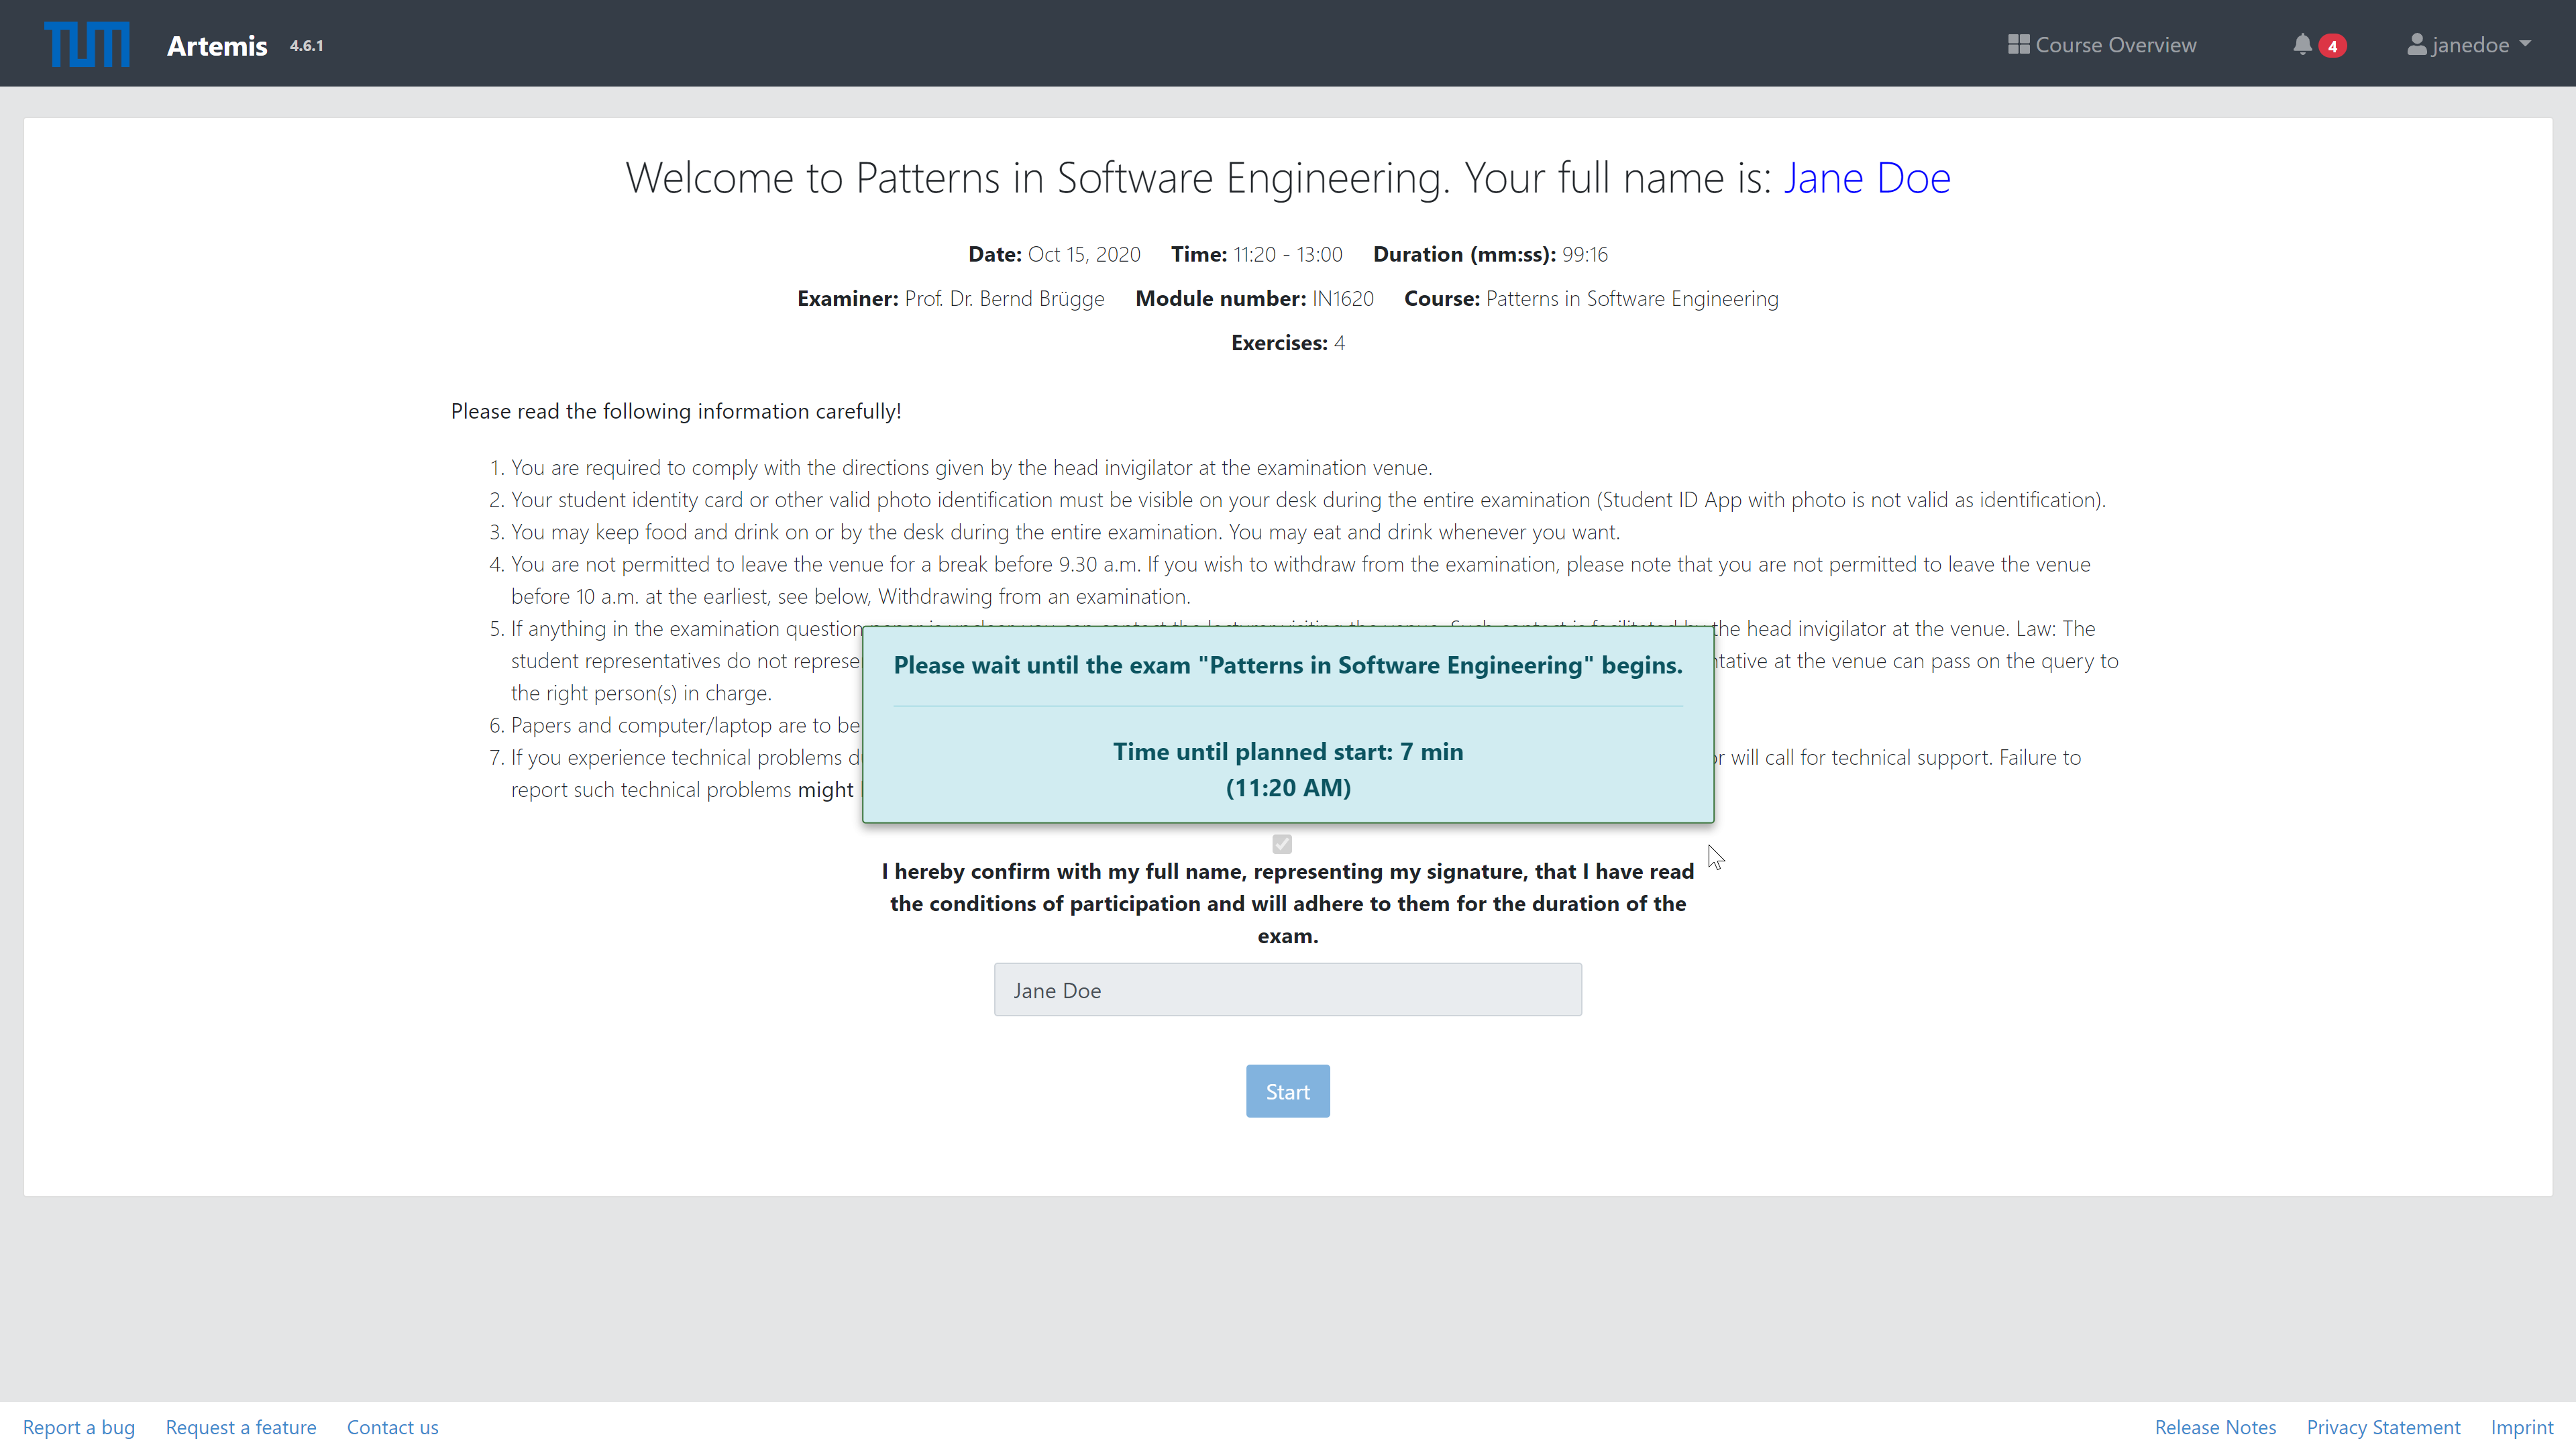 TUM Artemis 4.6.1 Course Overview 4 janedoe
Welcome to Patterns in Software Engineering. Your full name is: Jane Doe
Date: Oct 15, 2020 Time: 11:20 - 13:00 Duration (mm:ss): 99:16
Examiner: Prof. Dr. Bernd Brügge Module number: IN1620 Course: Patterns in Software Engineering
Exercises: 4
Please read the following information carefully!
1. You are required to comply with the directions given by the head invigilator at the examination venue.
2. Your student identity card or other valid photo identification must be visible on your desk during the entire examination (Student ID App with photo is not valid as identification).
3. You may keep food and drink on or by the desk during the entire examination. You may eat and drink whenever you want.
4. You are not permitted to leave the venue for a break before 9.30 a.m. If you wish to withdraw from the examination, please note that you are not permitted to leave the venue
before 10 a.m. at the earliest, see below, Withdrawing from an examination.
5. If anything in the examination question the head invigilator at the venue. Law: The
student representatives do not at the venue can pass on the query to
the right person(s) in charge.
6. Papers and computer/laptop are to be
7. If you experience technical problems will call for technical support. Failure to
report such technical problems might
Please wait until the exam "Patterns in Software Engineering" begins.
Time until planned start: 7 min
(11:20 AM)
I hereby confirm with my full name, representing my signature, that I have read
the conditions of participation and will adhere to them for the duration of the
exam.
Jane Doe
Start
Report a bug Request a feature Contact us Release Notes Privacy Statement Imprint